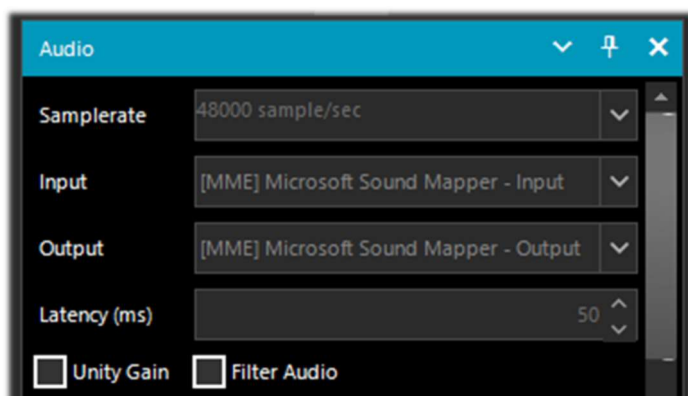 Audio
Samplerate 48000 sample/sec
Input [MME] Microsoft Sound Mapper - Input
Output [MME] Microsoft Sound Mapper - Output
Latency (ms) 50
Unity Gain Filter Audio